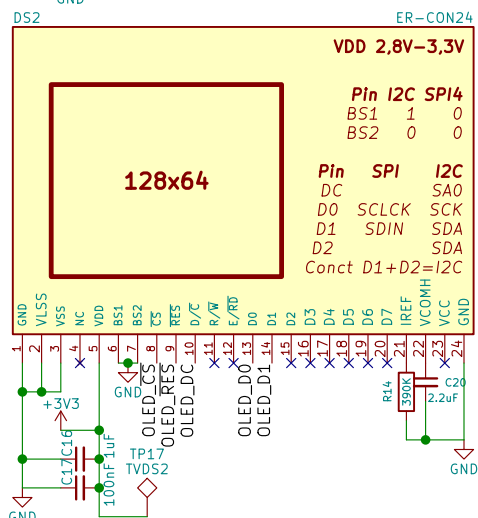 GND
DS2 ER-CON24
VDD 2,8V-3,3V
Pin I2C SPI4
BS1 1 0
BS2 0 0
128x64
Pin SPI I2C
DC SA0
D0 SCLCK SCK
D1 SDIN SDA
D2 SDA
Conct D1+D2=I2C
GND VLSS VSS NC VDD BS1 BS2 CS RES D/C R/W E/RD D0 D1 D2 D3 D4 D5 D6 D7 IREF VCOMH VCC GND
1 2 3 4 5 6 7 8 9 10 11 12 13 14 15 16 17 18 19 20 21 22 23 24
OLED_CS OLED_RES OLED_DC OLED_D0 OLED_D1
GND
+3V3
R14 390K C20
2.2uF
C16 1uF
C17 100nF
TP17
TVDS2
GND
GND